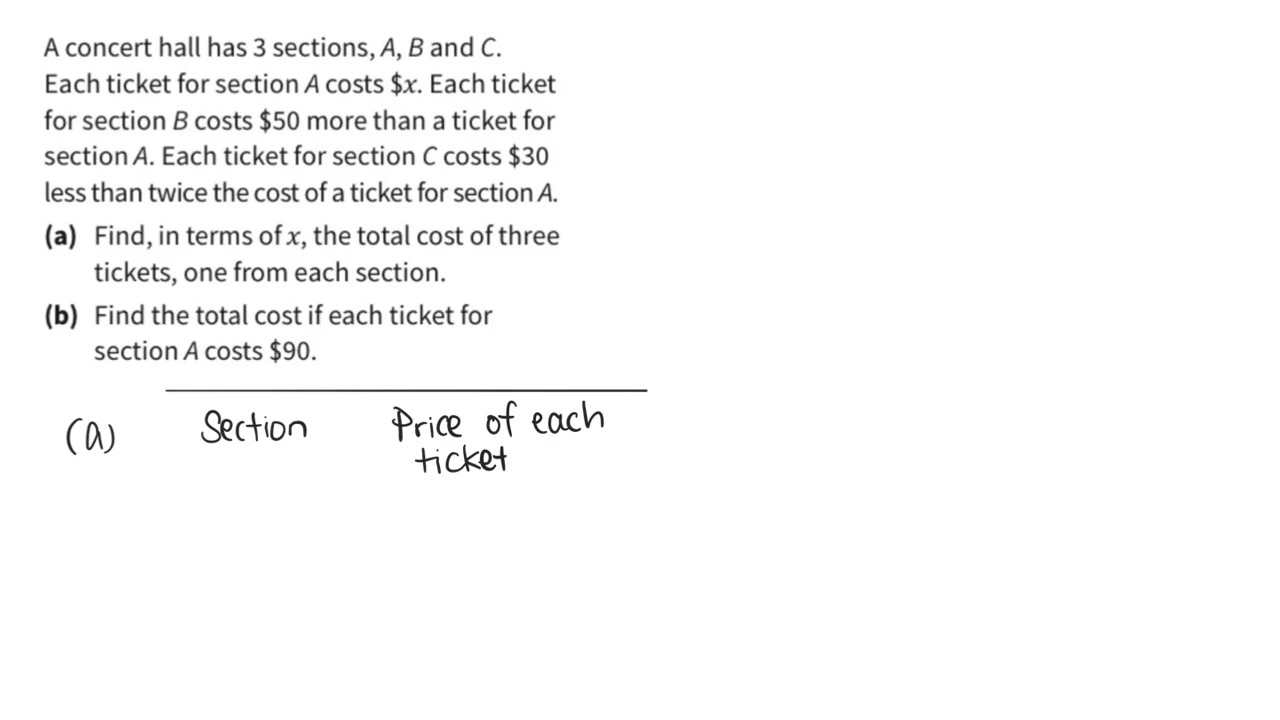 A concert hall has 3 sections, A, B and C.
Each ticket for section A costs $x. Each ticket
for section B costs $50 more than a ticket for
section A. Each ticket for section C costs $30
less than twice the cost of a ticket for section A.
(a) Find, in terms of x, the total cost of three
tickets, one from each section.
(b) Find the total cost if each ticket for
section A costs $90.
(a) Section Price of each
ticket